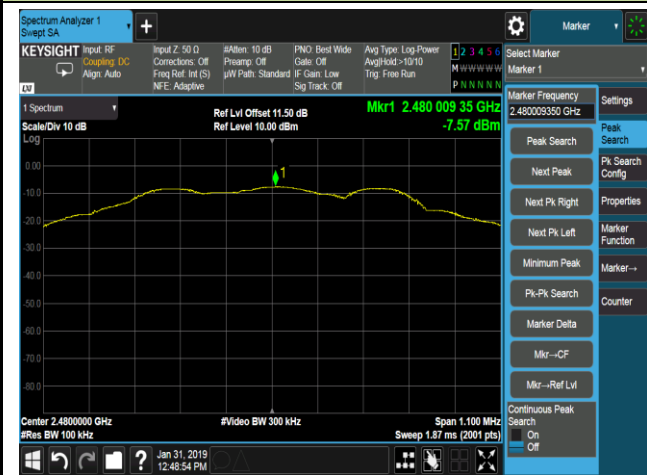 Spectrum Analyzer 1
Swept SA
+
Marker
KEYSIGHT Input: RF
Coupling: DC
Align: Auto
Input Z: 50 Ω
Corrections: Off
Freq Ref: Int (S)
NFE: Adaptive
#Atten: 10 dB
Preamp: Off
µW Path: Standard
PNO: Best Wide
Gate: Off
IF Gain: Low
Sig Track: Off
Avg Type: Log-Power
Avg|Hold:>10/10
Trig: Free Run
1 2 3 4 5 6
M W W W W W
P N N N N N
LXI
Select Marker
Marker 1
1 Spectrum
Scale/Div 10 dB
Ref Lvl Offset 11.50 dB
Ref Level 10.00 dBm
Mkr1 2.480 009 35 GHz
-7.57 dBm
Log
0.00
-10.0
-20.0
-30.0
-40.0
-50.0
-60.0
-70.0
-80.0
1
Center 2.4800000 GHz
#Res BW 100 kHz
#Video BW 300 kHz
Span 1.100 MHz
Sweep 1.87 ms (2001 pts)
Marker Frequency
2.480009350 GHz
Peak Search
Next Peak
Next Pk Right
Next Pk Left
Minimum Peak
Pk-Pk Search
Marker Delta
Mkr→CF
Mkr→Ref Lvl
Continuous Peak
Search
On
Off
Settings
Peak
Search
Pk Search
Config
Properties
Marker
Function
Marker→
Counter
?
Jan 31, 2019
12:48:54 PM